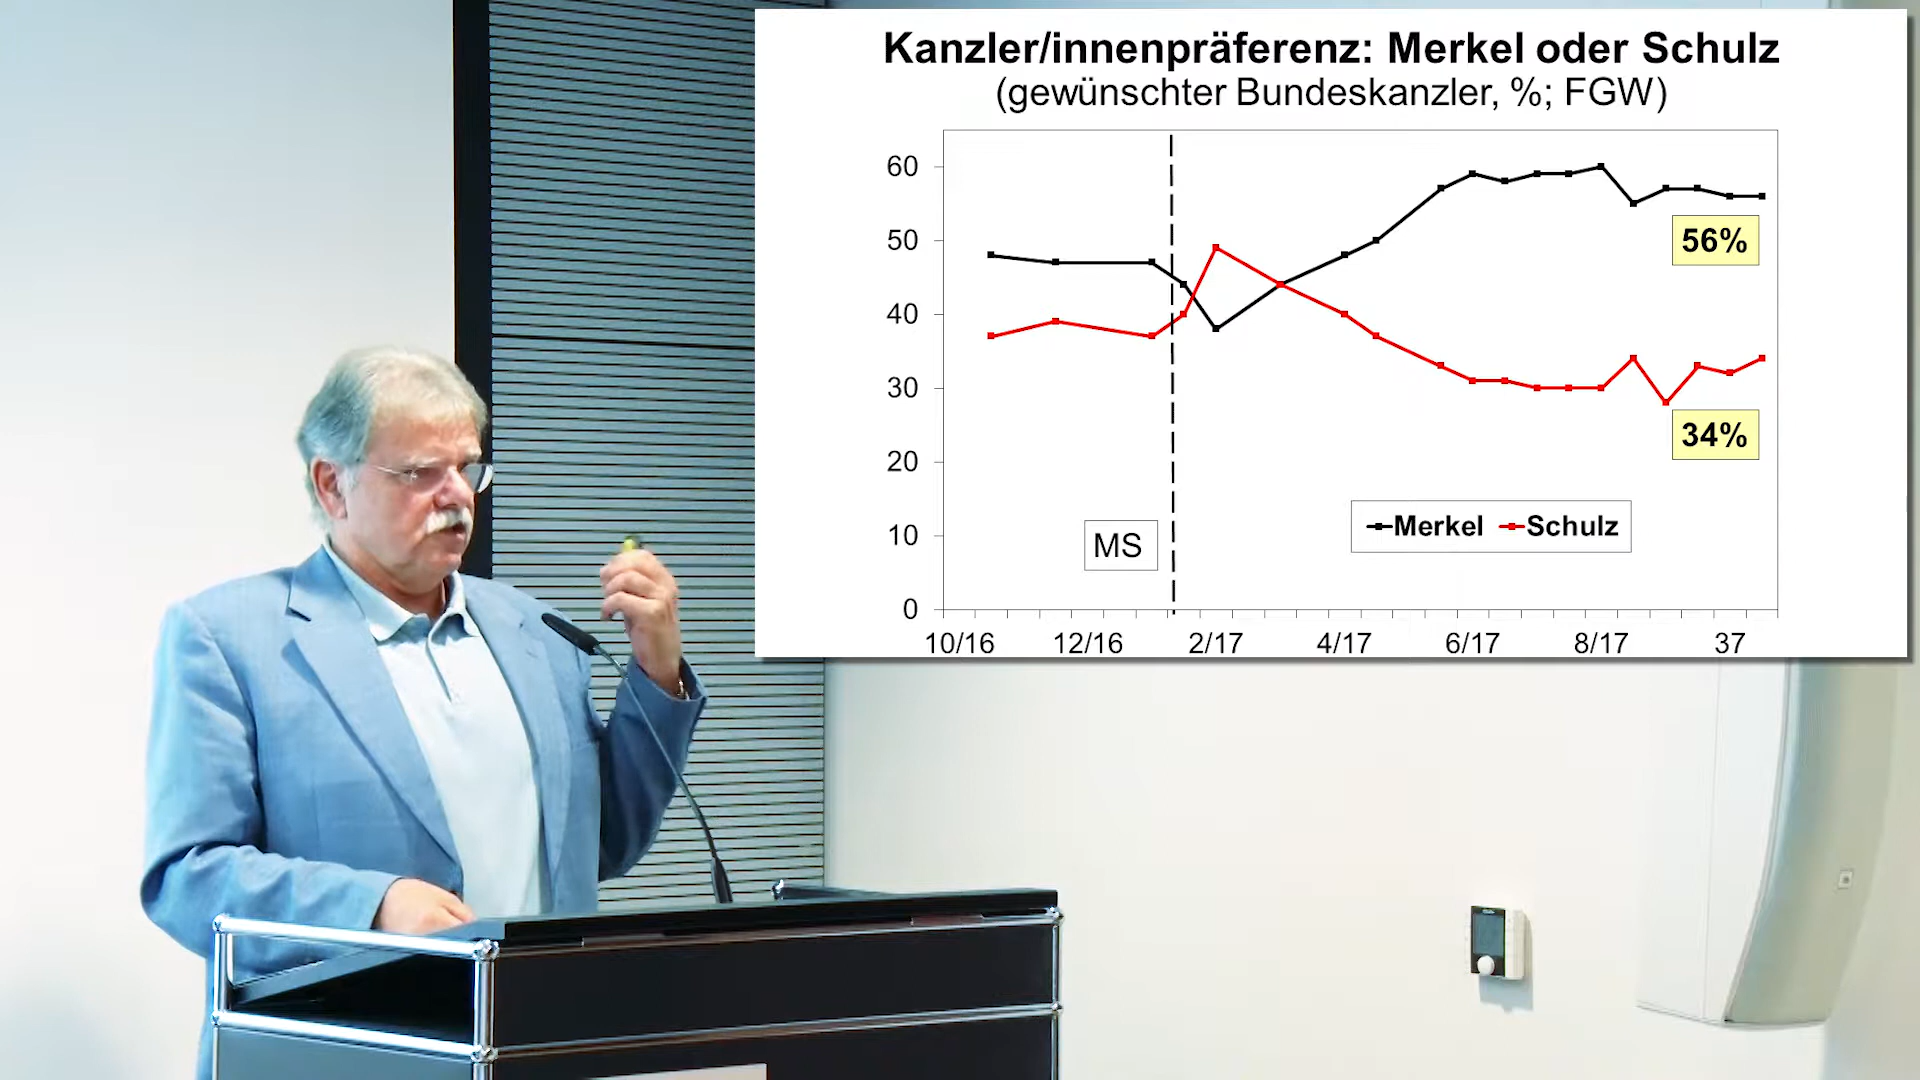 Kanzler/innenpräferenz: Merkel oder Schulz
(gewünschter Bundeskanzler, %; FGW)
60
50
40
30
20
10
0
56%
34%
MS
Merkel Schulz
10/16 12/16 2/17 4/17 6/17 8/17 37